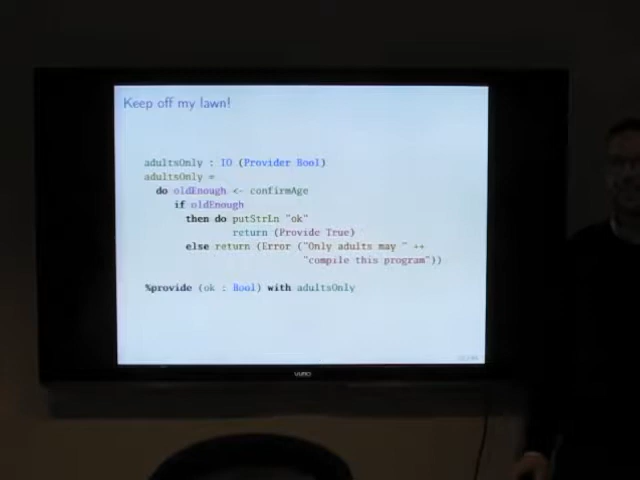 Keep off my lawn!
adultsOnly : IO (Provider Bool)
adultsOnly =
do oldEnough <- confirmAge
if oldEnough
then do putStrLn "ok"
return (Provide True)
else return (Error ("Only adults may " ++
"compile this program"))
%provide (ok : Bool) with adultsOnly
VIZIO